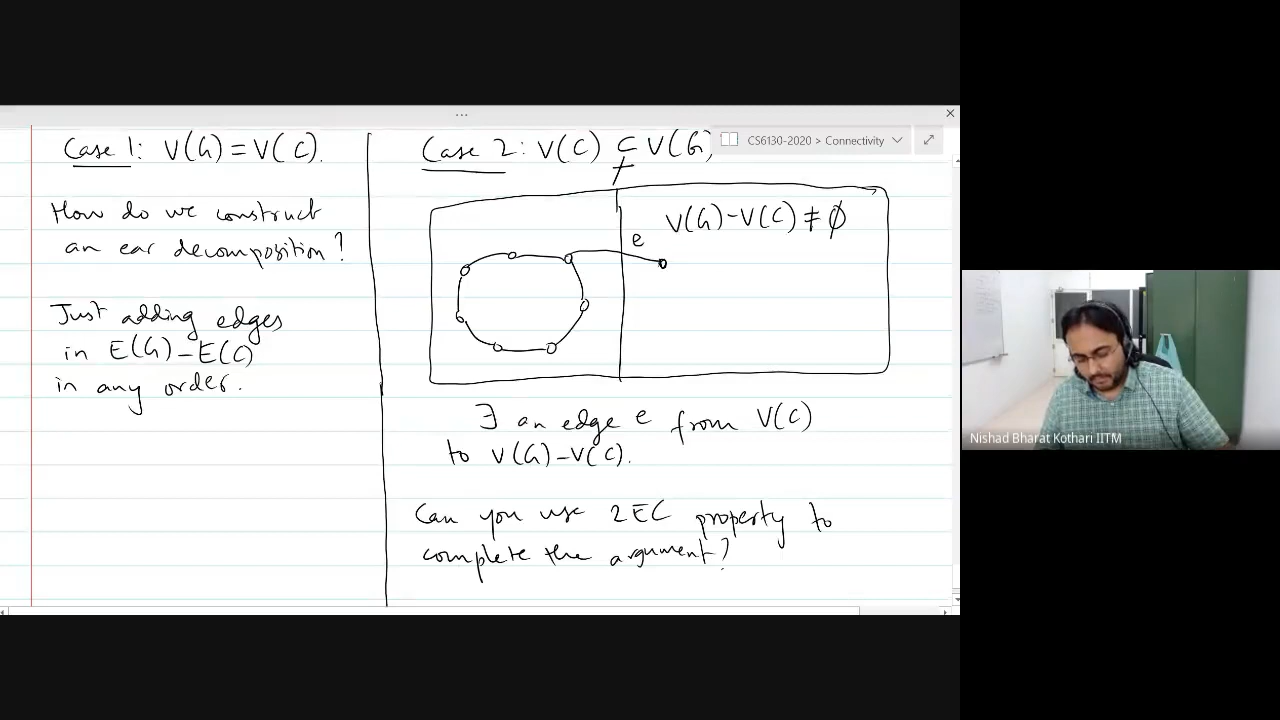 CS6130-2020 > Connectivity
Case 1: V(G) = V(C).
How do we construct
an ear decomposition?
Just adding edges
in E(G) - E(C)
in any order.
Case 2: V(C) ⊊ V(G)
V(G) - V(C) ≠ ∅
e
∃ an edge e from V(C)
to V(G) - V(C).
Can you use 2EC property to
complete the argument?
Nishad Bharat Kothari IITM